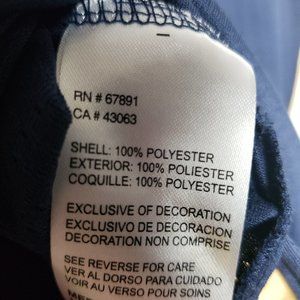 RN # 67891
CA # 43063
SHELL: 100% POLYESTER
EXTERIOR: 100% POLIESTER
COQUILLE: 100% POLYESTER
EXCLUSIVE OF DECORATION
EXCLUSIVO DE DECORACION
DECORATION NON COMPRISE
SEE REVERSE FOR CARE
VER AL DORSO PARA CUIDADO
VOIR AU VERSO POUR SOINS